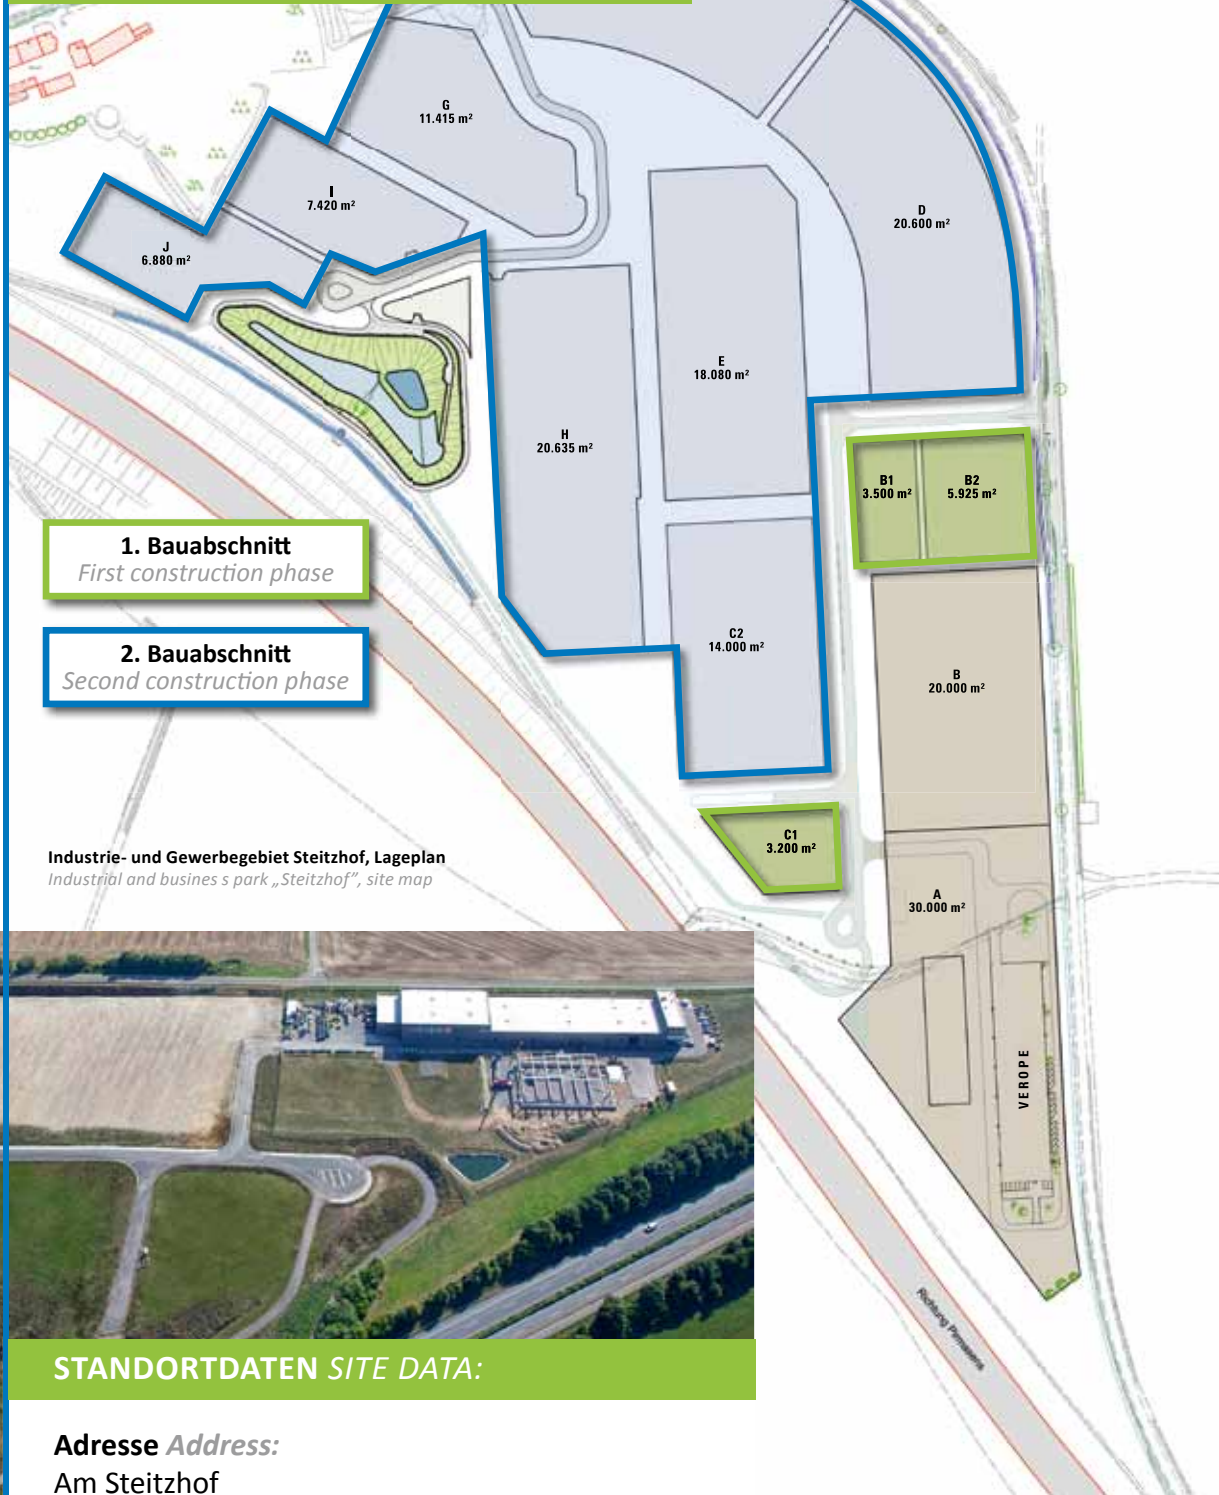 G
11.415 m²
I
7.420 m²
J
6.880 m²
D
20.600 m²
E
18.080 m²
H
20.635 m²
B1
3.500 m²
B2
5.925 m²
1. Bauabschnitt
First construction phase
2. Bauabschnitt
Second construction phase
C2
14.000 m²
B
20.000 m²
C1
3.200 m²
Industrie- und Gewerbegebiet Steitzhof, Lageplan
Industrial and busines s park „Steitzhof”, site map
A
30.000 m²
VEROPE
Richtung Pirmasens
STANDORTDATEN SITE DATA:
Adresse Address:
Am Steitzhof